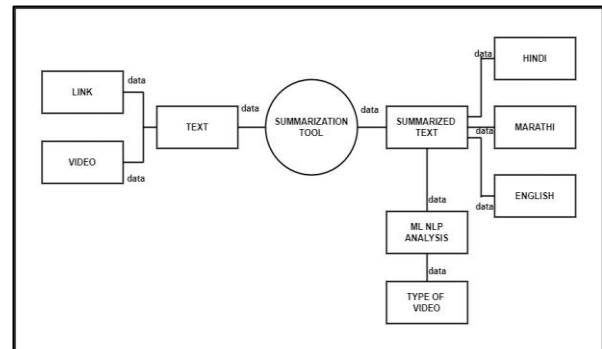 data
LINK
data
VIDEO
data
TEXT
data
SUMMARIZATION
TOOL
data
SUMMARIZED
TEXT
data
HINDI
data
MARATHI
data
ENGLISH
data
ML NLP
ANALYSIS
data
TYPE OF
VIDEO